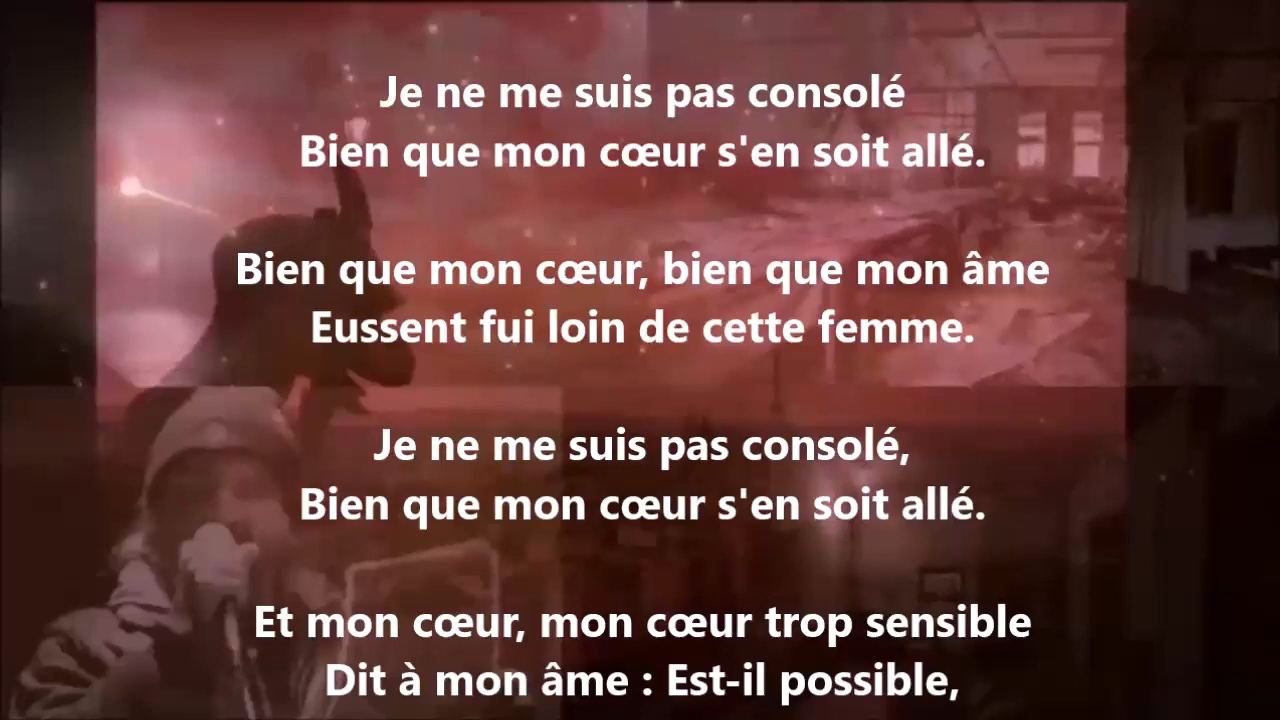 Je ne me suis pas consolé
Bien que mon cœur s'en soit allé.
Bien que mon cœur, bien que mon âme
Eussent fui loin de cette femme.
Je ne me suis pas consolé,
Bien que mon cœur s'en soit allé.
Et mon cœur, mon cœur trop sensible
Dit à mon âme : Est-il possible,